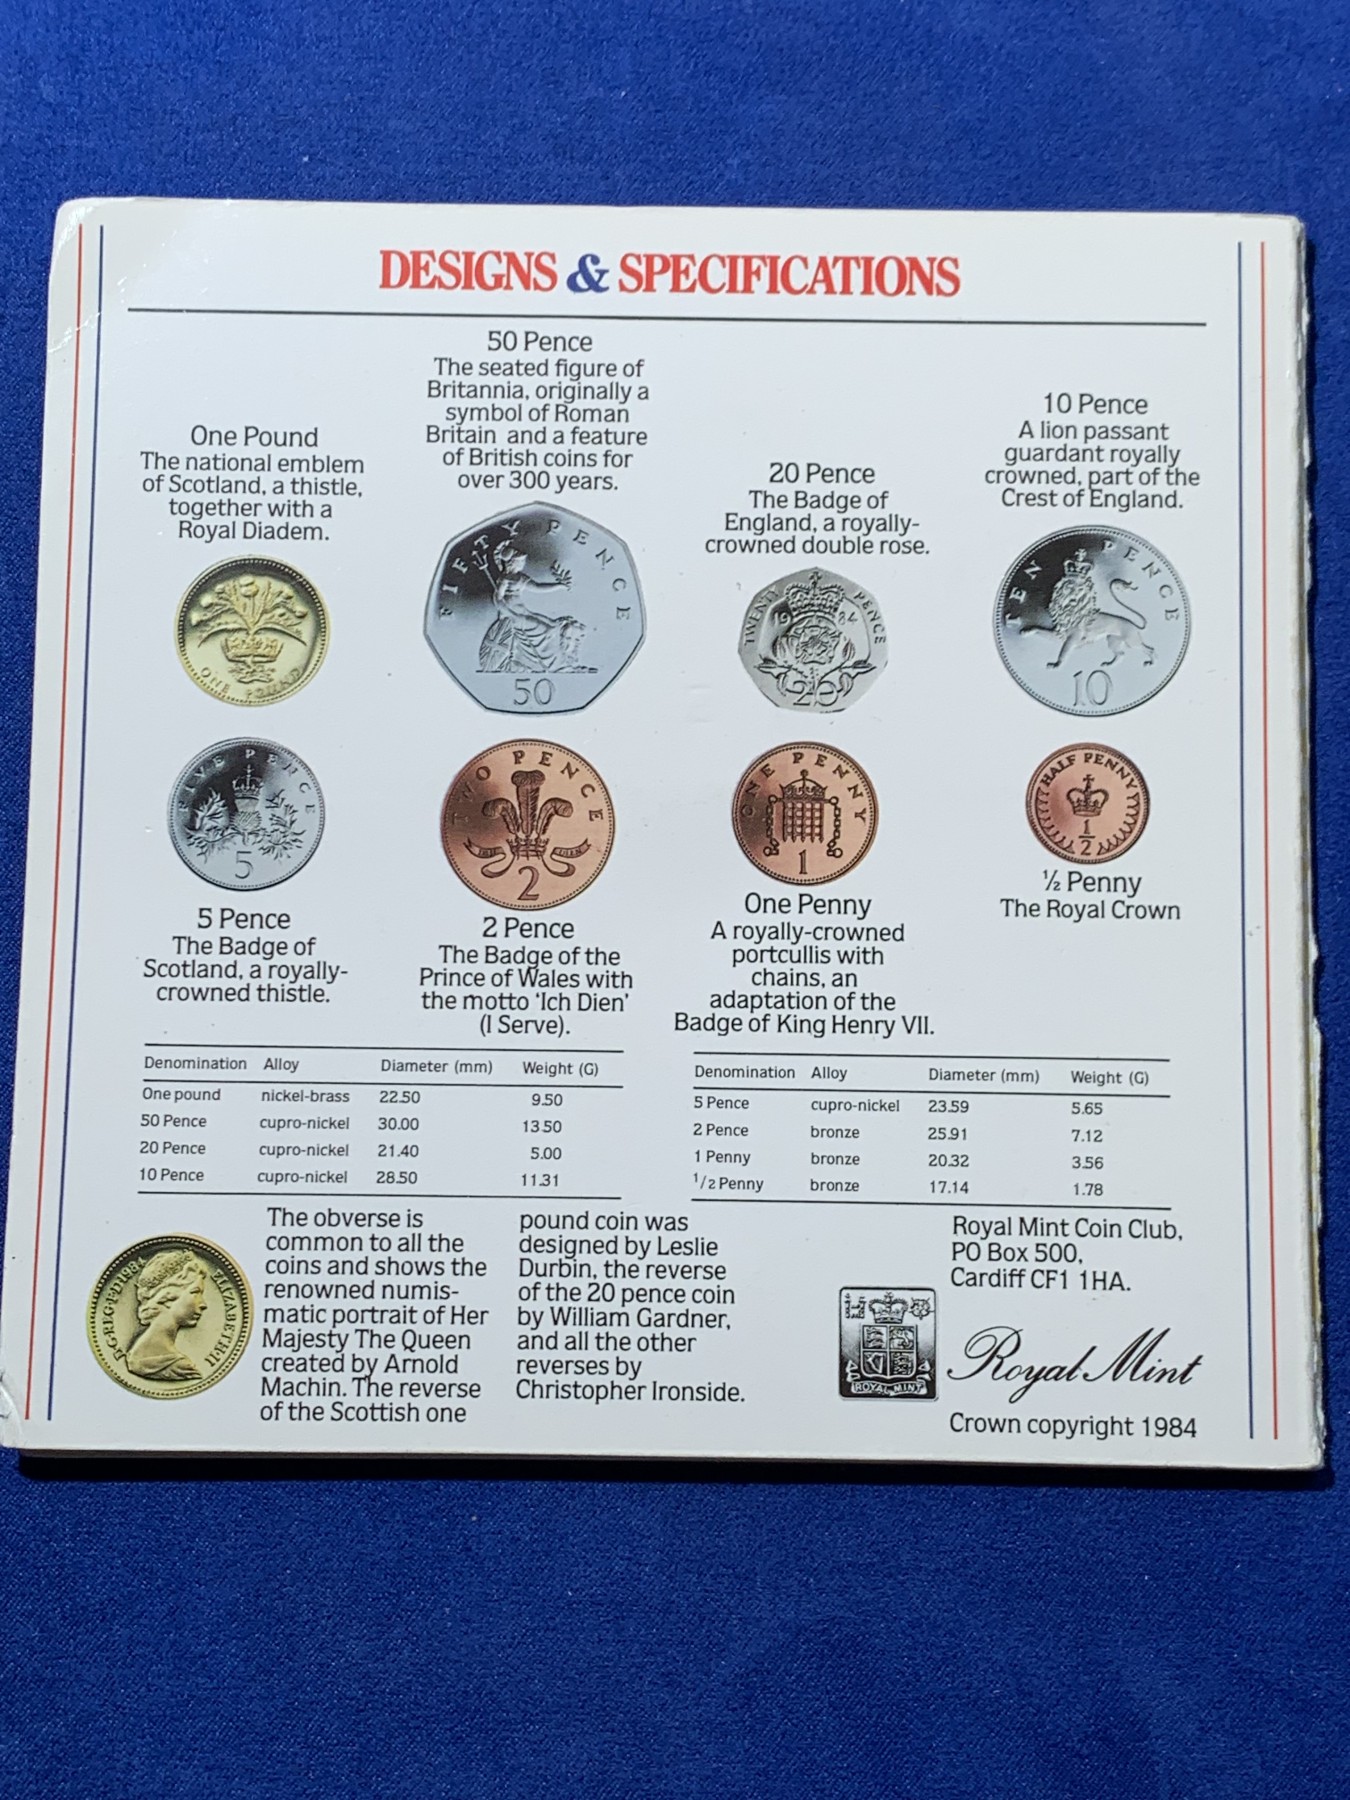 DESIGNS & SPECIFICATIONS
One Pound
The national emblem
of Scotland, a thistle,
together with a
Royal Diadem.
50 Pence
The seated figure of
Britannia, originally a
symbol of Roman
Britain and a feature
of British coins for
over 300 years.
20 Pence
The Badge of
England, a royally-
crowned double rose.
10 Pence
A lion passant
guardant royally
crowned, part of the
Crest of England.
ONE POUND
FIFTY PENCE
50
TWENTY PENCE
1984
20
TEN PENCE
10
FIVE PENCE
5
TWO PENCE
ICH DIEN
2
ONE PENNY
1
HALF PENNY
1/2
5 Pence
The Badge of
Scotland, a royally-
crowned thistle.
2 Pence
The Badge of the
Prince of Wales with
the motto ‘Ich Dien’
(I Serve).
One Penny
A royally-crowned
portcullis with
chains, an
adaptation of the
Badge of King Henry VII.
½ Penny
The Royal Crown
Denomination Alloy Diameter (mm) Weight (G)
One pound nickel-brass 22.50 9.50
50 Pence cupro-nickel 30.00 13.50
20 Pence cupro-nickel 21.40 5.00
10 Pence cupro-nickel 28.50 11.31
Denomination Alloy Diameter (mm) Weight (G)
5 Pence cupro-nickel 23.59 5.65
2 Pence bronze 25.91 7.12
1 Penny bronze 20.32 3.56
1/2 Penny bronze 17.14 1.78
D·G·REG·F·D·1984 ELIZABETH·II
The obverse is
common to all the
coins and shows the
renowned numis-
matic portrait of Her
Majesty The Queen
created by Arnold
Machin. The reverse
of the Scottish one
pound coin was
designed by Leslie
Durbin, the reverse
of the 20 pence coin
by William Gardner,
and all the other
reverses by
Christopher Ironside.
Royal Mint Coin Club,
PO Box 500,
Cardiff CF1 1HA.
ROYAL MINT
Royal Mint
Crown copyright 1984